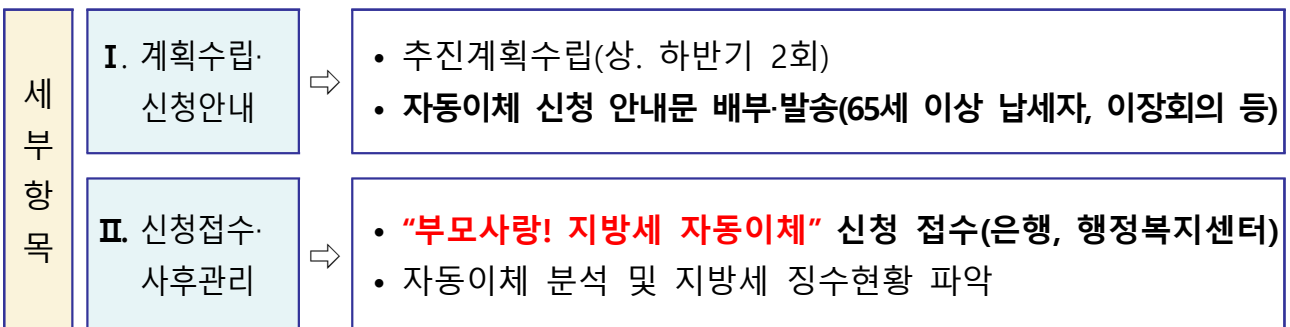 세부항목
Ⅰ. 계획수립·
신청안내
⇨
• 추진계획수립(상. 하반기 2회)
• 자동이체 신청 안내문 배부·발송(65세 이상 납세자, 이장회의 등)
Ⅱ. 신청접수·
사후관리
⇨
• “부모사랑! 지방세 자동이체” 신청 접수(은행, 행정복지센터)
• 자동이체 분석 및 지방세 징수현황 파악